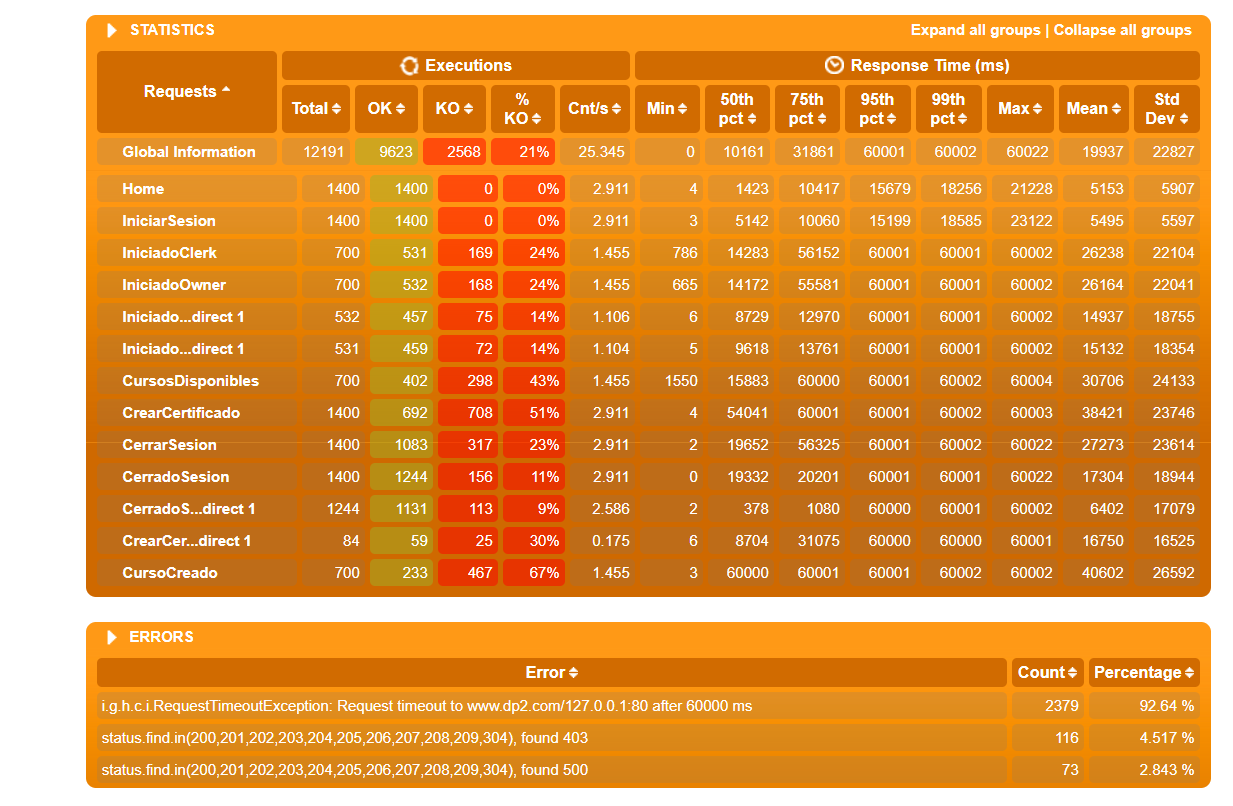 STATISTICS Expand all groups | Collapse all groups
Requests Executions Response Time (ms)
Total OK KO % KO Cnt/s Min 50th pct 75th pct 95th pct 99th pct Max Mean Std Dev
Global Information 12191 9623 2568 21% 25.345 0 10161 31861 60001 60002 60022 19937 22827
Home 1400 1400 0 0% 2.911 4 1423 10417 15679 18256 21228 5153 5907
IniciarSesion 1400 1400 0 0% 2.911 3 5142 10060 15199 18585 23122 5495 5597
IniciadoClerk 700 531 169 24% 1.455 786 14283 56152 60001 60001 60002 26238 22104
IniciadoOwner 700 532 168 24% 1.455 665 14172 55581 60001 60001 60002 26164 22041
Iniciado...direct 1 532 457 75 14% 1.106 6 8729 12970 60001 60001 60002 14937 18755
Iniciado...direct 1 531 459 72 14% 1.104 5 9618 13761 60001 60001 60002 15132 18354
CursosDisponibles 700 402 298 43% 1.455 1550 15883 60000 60001 60002 60004 30706 24133
CrearCertificado 1400 692 708 51% 2.911 4 54041 60001 60001 60002 60003 38421 23746
CerrarSesion 1400 1083 317 23% 2.911 2 19652 56325 60001 60002 60022 27273 23614
CerradoSesion 1400 1244 156 11% 2.911 0 19332 20201 60001 60001 60022 17304 18944
CerradoS...direct 1 1244 1131 113 9% 2.586 2 378 1080 60000 60001 60002 6402 17079
CrearCer...direct 1 84 59 25 30% 0.175 6 8704 31075 60000 60000 60001 16750 16525
CursoCreado 700 233 467 67% 1.455 3 60000 60001 60001 60002 60002 40602 26592
ERRORS
Error Count Percentage
i.g.h.c.i.RequestTimeoutException: Request timeout to www.dp2.com/127.0.0.1:80 after 60000 ms 2379 92.64 %
status.find.in(200,201,202,203,204,205,206,207,208,209,304), found 403 116 4.517 %
status.find.in(200,201,202,203,204,205,206,207,208,209,304), found 500 73 2.843 %